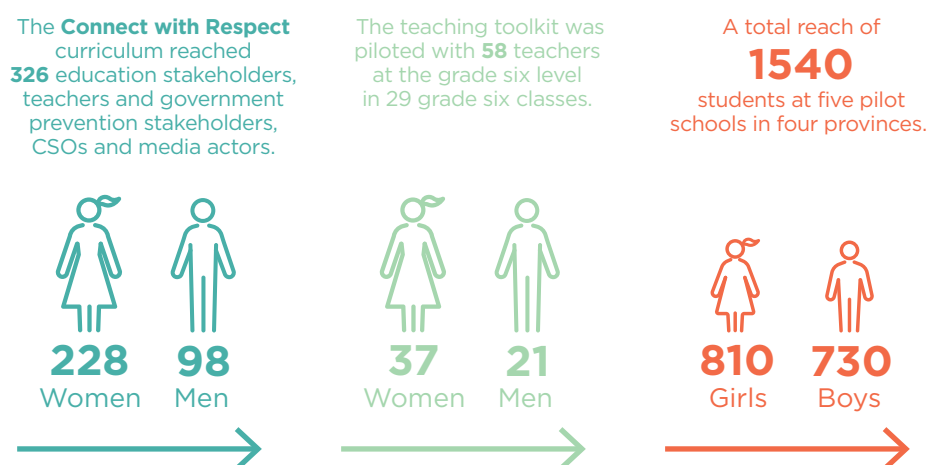 The Connect with Respect
curriculum reached
326 education stakeholders,
teachers and government
prevention stakeholders,
CSOs and media actors.
228
Women
98
Men
The teaching toolkit was
piloted with 58 teachers
at the grade six level
in 29 grade six classes.
37
Women
21
Men
A total reach of
1540
students at five pilot
schools in four provinces.
810
Girls
730
Boys